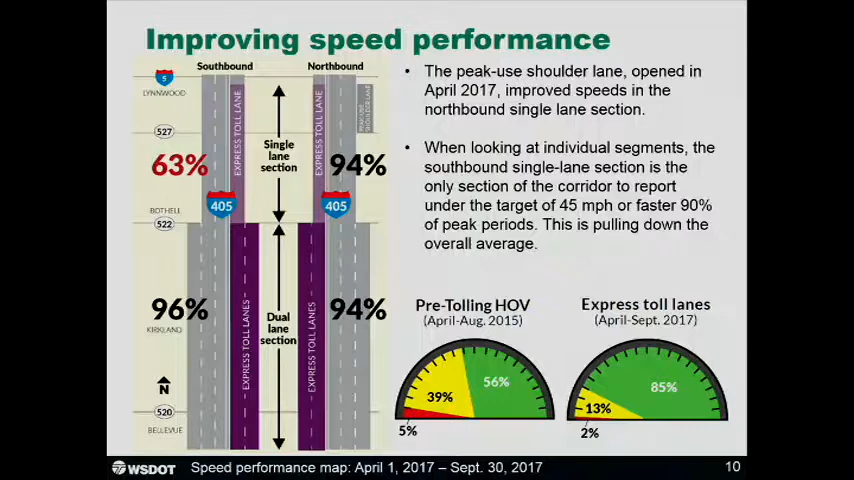 Improving speed performance
Southbound
Northbound
5
LYNNWOOD
527
63%
BOTHELL
522
96%
KIRKLAND
N
520
BELLEVUE
EXPRESS TOLL LANE
405
EXPRESS TOLL LANES
Single
lane
section
Dual
lane
section
EXPRESS TOLL LANE
PEAK-USE
SHOULDER LANE
94%
405
EXPRESS TOLL LANES
94%
• The peak-use shoulder lane, opened in
April 2017, improved speeds in the
northbound single lane section.
• When looking at individual segments, the
southbound single-lane section is the
only section of the corridor to report
under the target of 45 mph or faster 90%
of peak periods. This is pulling down the
overall average.
Pre-Tolling HOV
(April-Aug. 2015)
39%
56%
5%
Express toll lanes
(April-Sept. 2017)
85%
13%
2%
WSDOT
Speed performance map: April 1, 2017 – Sept. 30, 2017
10